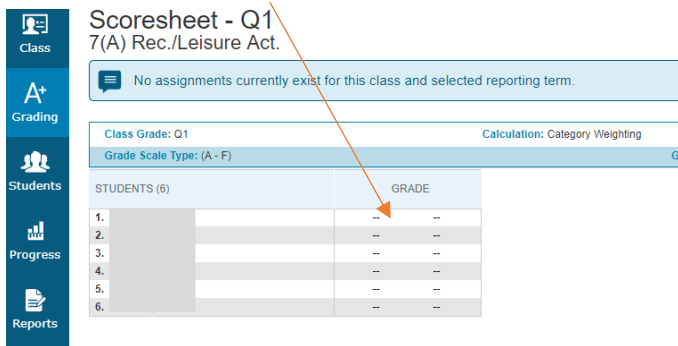 Class
Grading
Students
Progress
Reports
Scoresheet - Q1
7(A) Rec./Leisure Act.
No assignments currently exist for this class and selected reporting term.
Class Grade: Q1 Calculation: Category Weighting
Grade Scale Type: (A - F) G
STUDENTS (6) GRADE
1. -- --
2. -- --
3. -- --
4. -- --
5. -- --
6. -- --